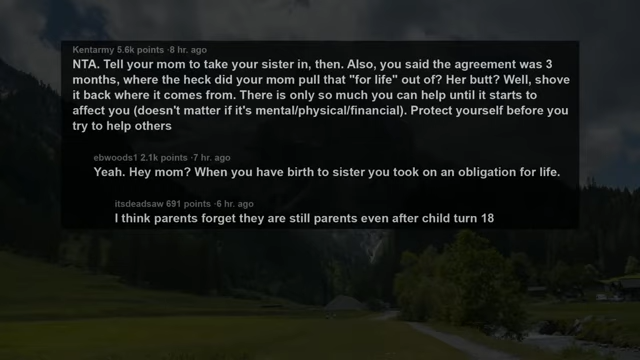 Kentarmy 5.6k points ·8 hr. ago
NTA. Tell your mom to take your sister in, then. Also, you said the agreement was 3
months, where the heck did your mom pull that "for life" out of? Her butt? Well, shove
it back where it comes from. There is only so much you can help until it starts to
affect you (doesn't matter if it's mental/physical/financial). Protect yourself before you
try to help others
ebwoods1 2.1k points ·7 hr. ago
Yeah. Hey mom? When you have birth to sister you took on an obligation for life.
itsdeadsaw 691 points ·6 hr. ago
I think parents forget they are still parents even after child turn 18